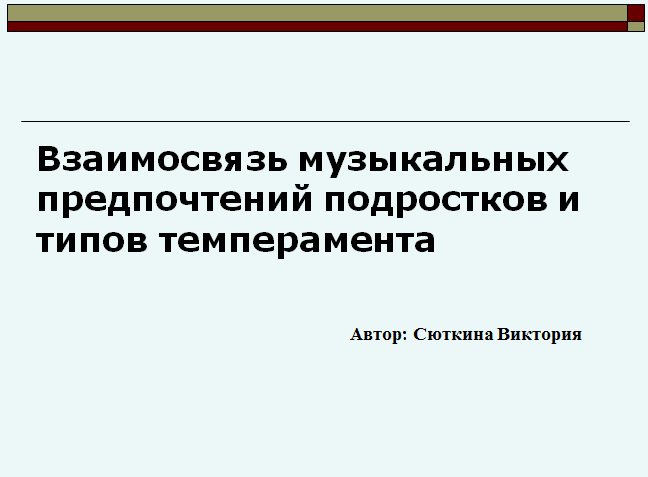 Взаимосвязь музыкальных
предпочтений подростков и
типов темперамента
Автор: Сюткина Виктория